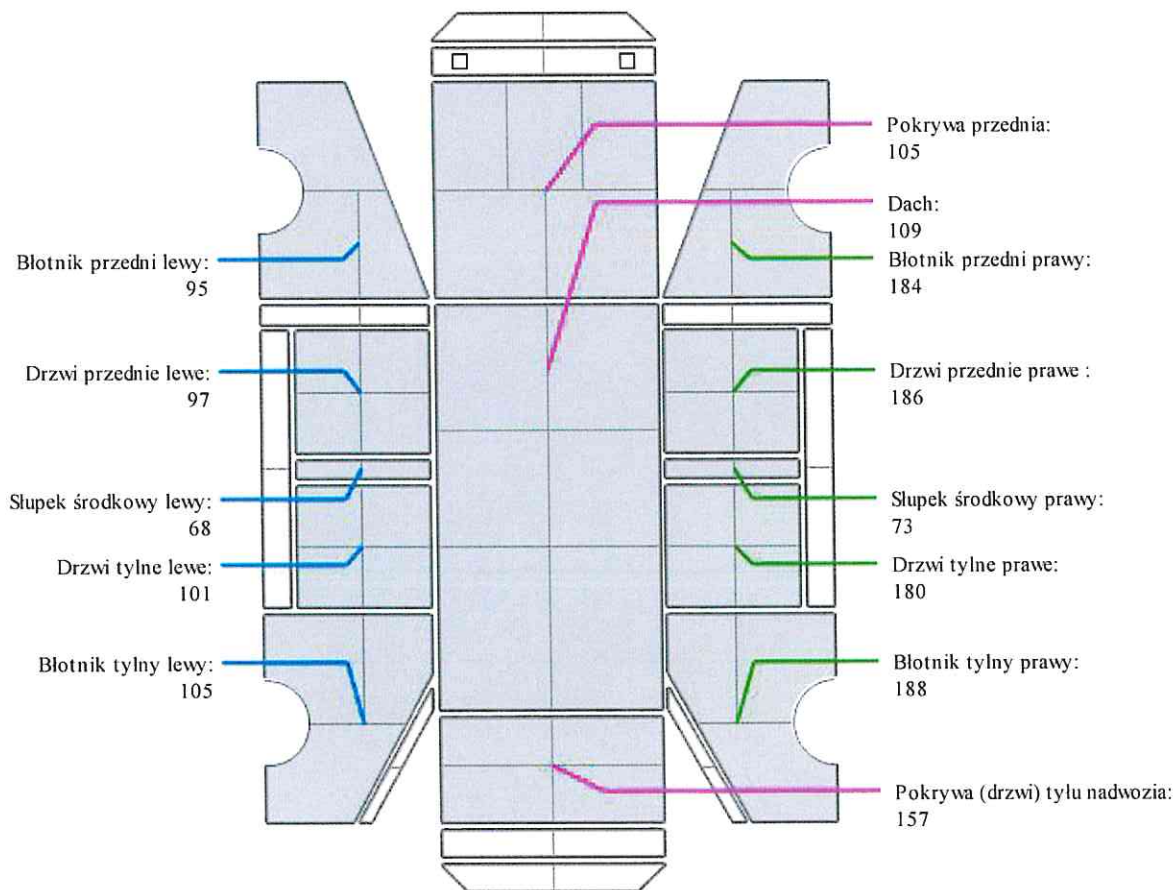 Pokrywa przednia:
105
Dach:
109
Błotnik przedni lewy:
95
Błotnik przedni prawy:
184
Drzwi przednie lewe:
97
Drzwi przednie prawe :
186
Słupek środkowy lewy:
68
Słupek środkowy prawy:
73
Drzwi tylne lewe:
101
Drzwi tylne prawe:
180
Błotnik tylny lewy:
105
Błotnik tylny prawy:
188
Pokrywa (drzwi) tyłu nadwozia:
157